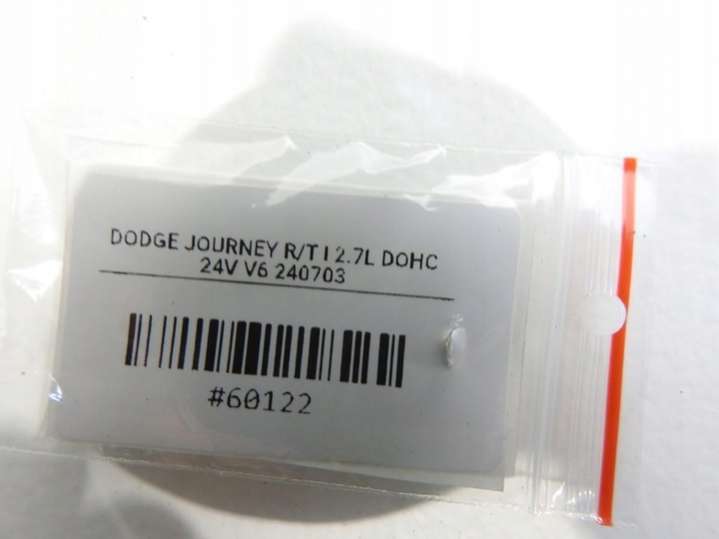 DODGE JOURNEY R/T I 2.7L DOHC
24V V6 240703
#60122